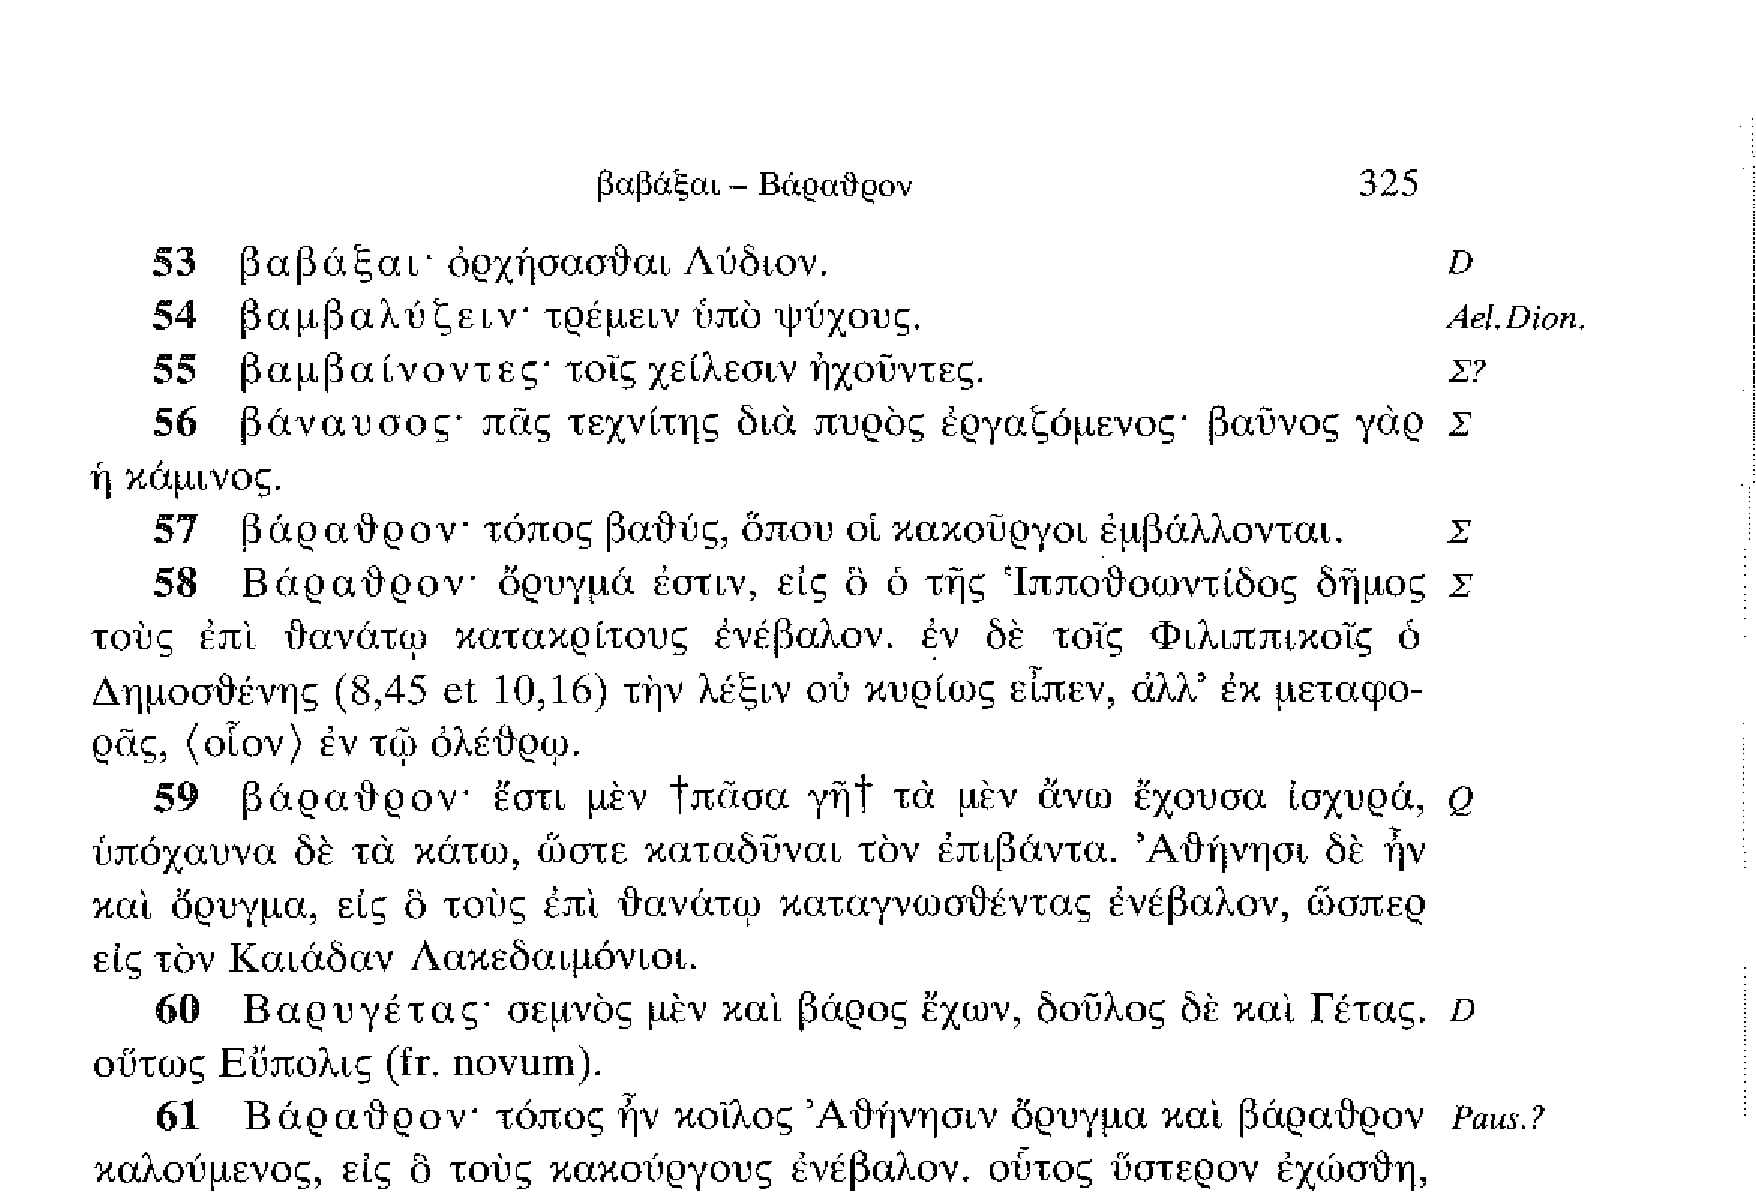 βαβάξαι – Βάραθρον 325
53 βαβάξαι· ὀρχήσασθαι Λύδιον. D
54 βαμβαλύζειν· τρέμειν ὑπὸ ψύχους. Ael.Dion.
55 βαμβαίνοντες· τοῖς χείλεσιν ἠχοῦντες. Σ?
56 βάναυσος· πᾶς τεχνίτης διὰ πυρὸς ἐργαζόμενος· βαῦνος γὰρ Σ
ἡ κάμινος.
57 βάραθρον· τόπος βαθύς, ὅπου οἱ κακοῦργοι ἐμβάλλονται. Σ
58 Βάραθρον· ὄρυγμά ἐστιν, εἰς ὃ ὁ τῆς Ἱπποθοωντίδος δῆμος Σ
τοὺς ἐπὶ θανάτῳ κατακρίτους ἐνέβαλον. ἐν δὲ τοῖς Φιλιππικοῖς ὁ
Δημοσθένης (8,45 et 10,16) τὴν λέξιν οὐ κυρίως εἶπεν, ἀλλ’ ἐκ μεταφο-
ρᾶς, ⟨οἷον⟩ ἐν τῷ ὀλέθρῳ.
59 βάραθρον· ἔστι μὲν †πᾶσα γῆ† τὰ μὲν ἄνω ἔχουσα ἰσχυρά, Q
ὑπόχαυνα δὲ τὰ κάτω, ὥστε καταδῦναι τὸν ἐπιβάντα. Ἀθήνησι δὲ ἦν
καὶ ὄρυγμα, εἰς ὃ τοὺς ἐπὶ θανάτῳ καταγνωσθέντας ἐνέβαλον, ὥσπερ
εἰς τὸν Καιάδαν Λακεδαιμόνιοι.
60 Βαρυγέτας· σεμνὸς μὲν καὶ βάρος ἔχων, δοῦλος δὲ καὶ Γέτας. D
οὕτως Εὔπολις (fr. novum).
61 Βάραθρον· τόπος ἦν κοῖλος Ἀθήνησιν ὄρυγμα καὶ βάραθρον Paus.?
καλούμενος, εἰς ὃ τοὺς κακούργους ἐνέβαλον. οὗτος ὕστερον ἐχώσθη,